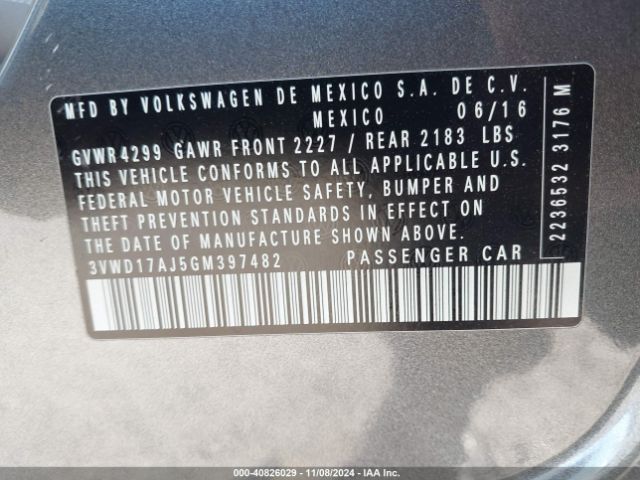 MFD BY VOLKSWAGEN DE MEXICO S.A. DE C.V.
MEXICO 06/16
GVWR4299 GAWR FRONT 2227 / REAR 2183 LBS
THIS VEHICLE CONFORMS TO ALL APPLICABLE U.S.
FEDERAL MOTOR VEHICLE SAFETY, BUMPER AND
THEFT PREVENTION STANDARDS IN EFFECT ON
THE DATE OF MANUFACTURE SHOWN ABOVE.
3VWD17AJ5GM397482 PASSENGER CAR
2236532 3176 M
000-40826029 - 11/08/2024 - IAAI.COM